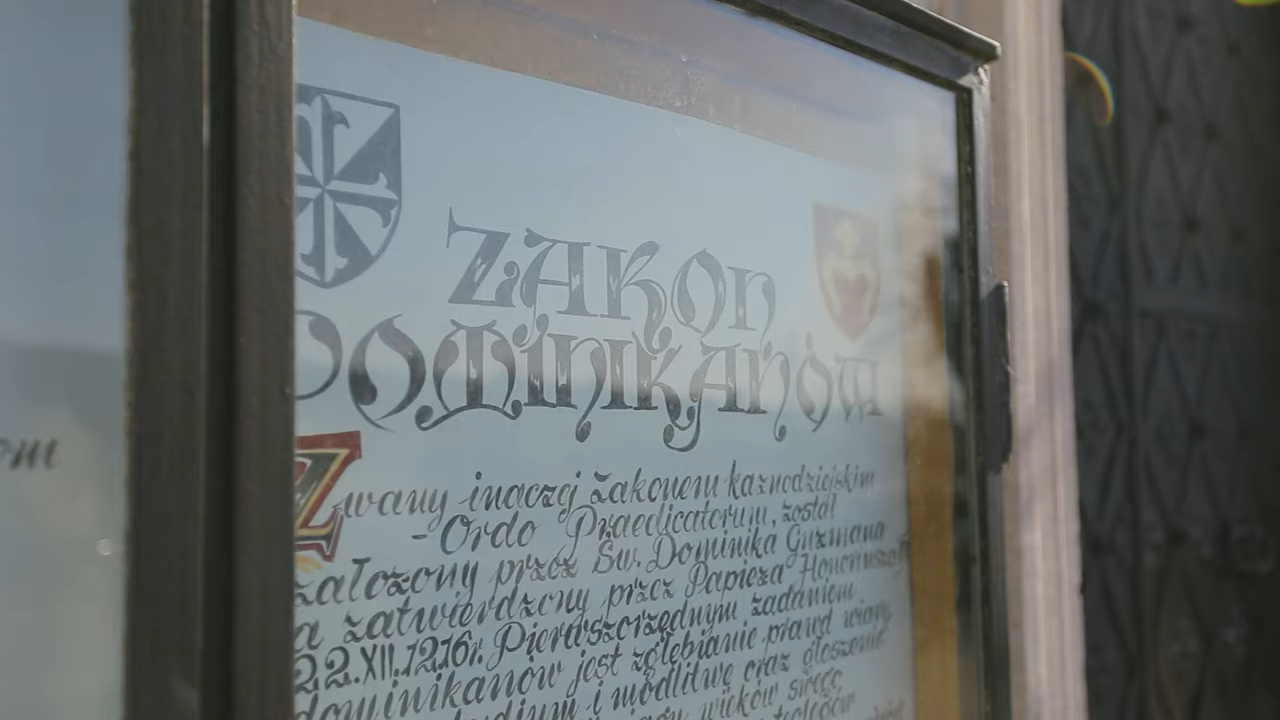 ZAKON
DOMINIKANÓW
Zwany inaczej zakonem kaznodziejskim
- Ordo Praedicatorum, został
założony przez Św. Dominika Guzmana
a zatwierdzony przez Papieża Honoriusza
22.XII.1216r. Pierwszorzędnym zadaniem
dominikanów jest zgłębianie prawd wiary
studium i modlitwę oraz głoszenie
wieków swego